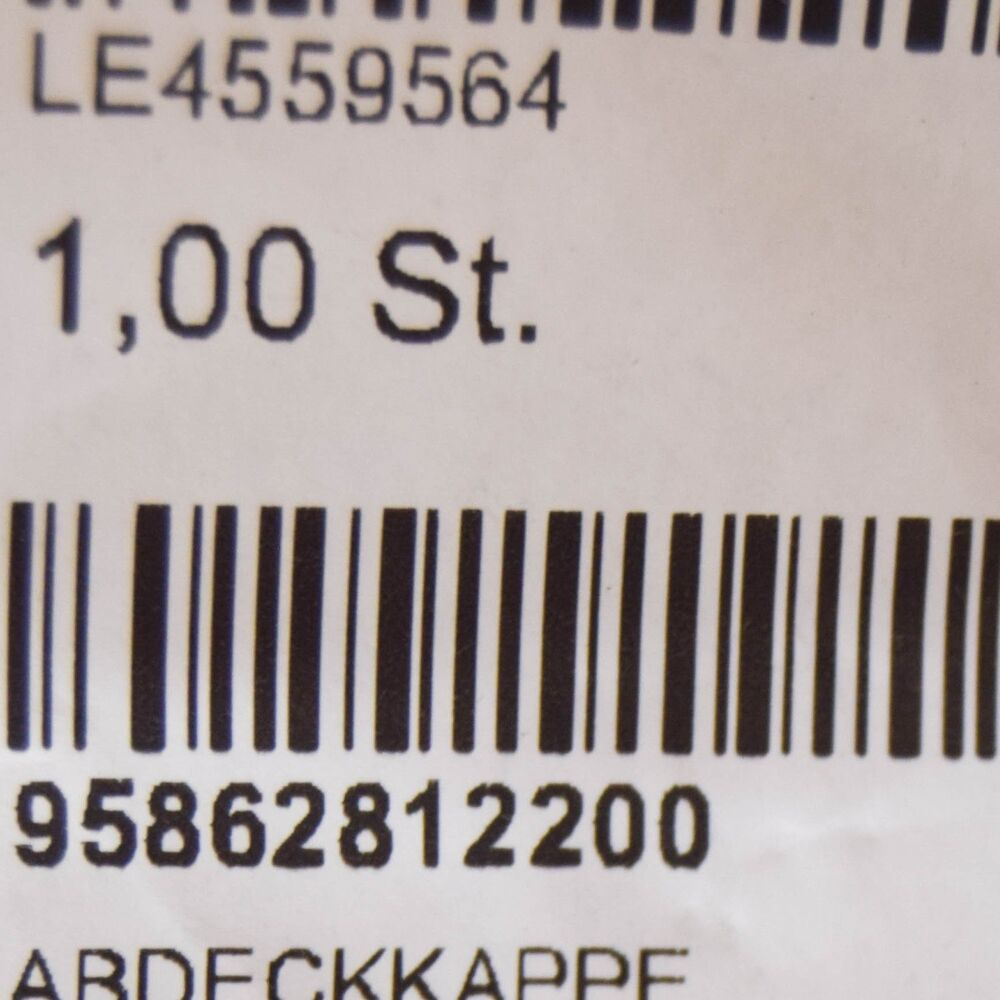 LE4559564
1,00 St.
95862812200
ABDECKKAPPE